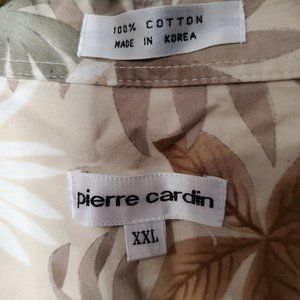 100% COTTON
MADE IN KOREA
pierre cardin
XXL